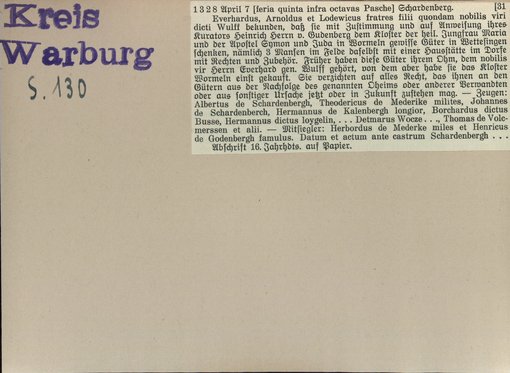 Kreis
Warburg
S. 130
1328 April 7 [feria quinta infra octavas Pasche] Schardenberg. [31
Everhardus, Arnoldus et Lodewicus fratres filii quondam nobilis viri
dicti Wulff bekunden, daß sie mit Zustimmung und auf Anweisung ihres
Kurators Heinrich Herrn v. Gudenberg dem Kloster der heil. Jungfrau Maria
und der Apostel Symon und Juda in Wormeln gewisse Güter in Wettesingen
schenken, nämlich 3 Mansen im Felde daselbst mit einer Hausstätte im Dorfe
mit Rechten und Zubehör. Früher haben diese Güter ihrem Ohm, dem nobilis
vir Herrn Everhard gen. Wulff gehört, von dem aber habe sie das Kloster
Wormeln einst gekauft. Sie verzichten auf alles Recht, das ihnen an den
Gütern aus der Nachfolge des genannten Oheims oder anderer Verwandten
oder aus sonstiger Ursache jetzt oder in Zukunft zustehen mag. — Zeugen:
Albertus de Schardenbergh, Theodericus de Mederike milites, Johannes
de Schardenberch, Hermannus de Kalenbergh longior, Borchardus dictus
Busse, Hermannus dictus loygelin, . . . Detmarus Wocze . . ., Thomas de Volc-
merssen et alii. — Mitsiegler: Herbordus de Mederke miles et Henricus
de Godenbergh famulus. Datum et actum ante castrum Schardenbergh . . .
Abschrift 16. Jahrhdts. auf Papier.